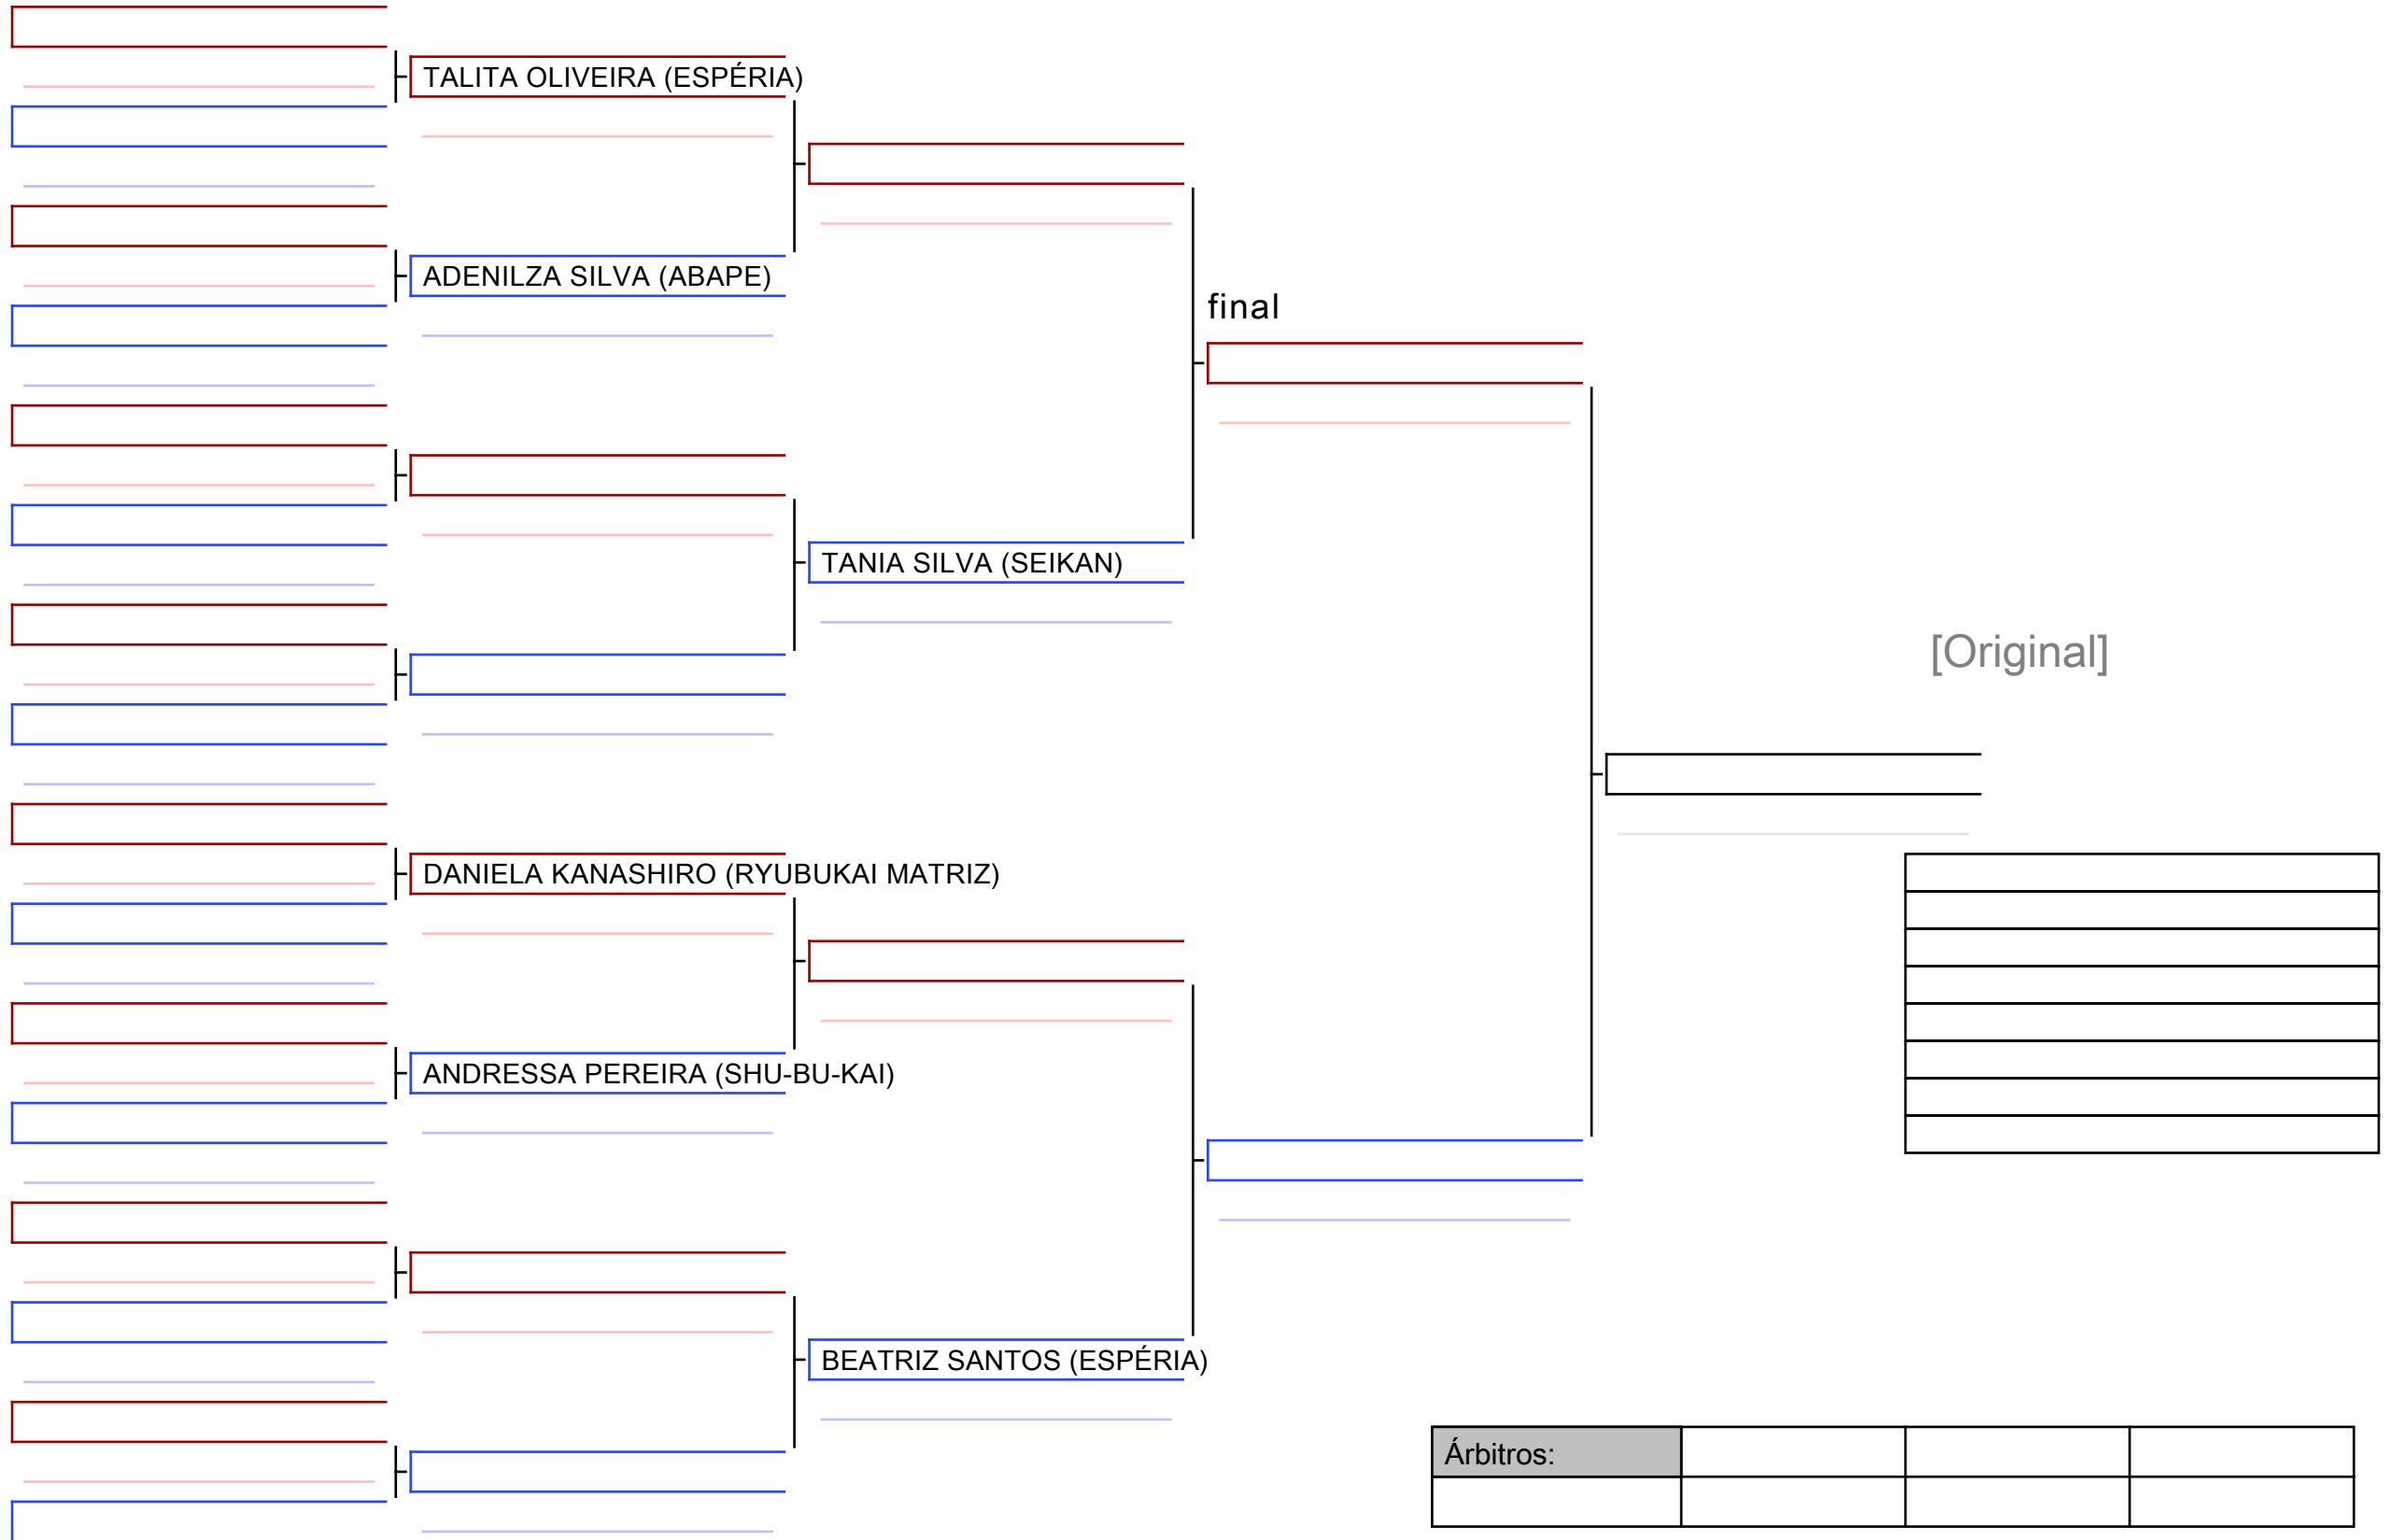 TALITA OLIVEIRA (ESPÉRIA)
ADENILZA SILVA (ABAPE)
final
TANIA SILVA (SEIKAN)
[Original]
DANIELA KANASHIRO (RYUBUKAI MATRIZ)
ANDRESSA PEREIRA (SHU-BU-KAI)
BEATRIZ SANTOS (ESPÉRIA)
Árbitros: